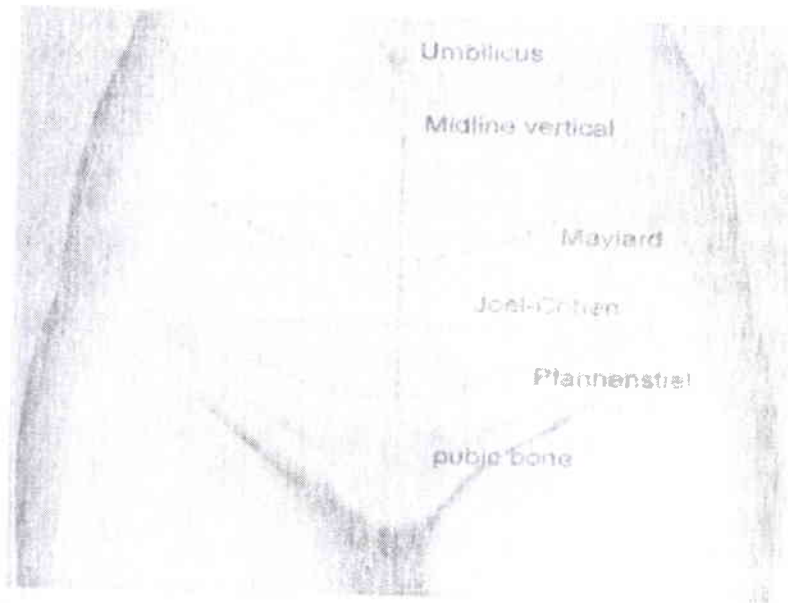 Umbilicus
Midline vertical
Maylard
Joel-Cohen
Pfannenstiel
pubic bone